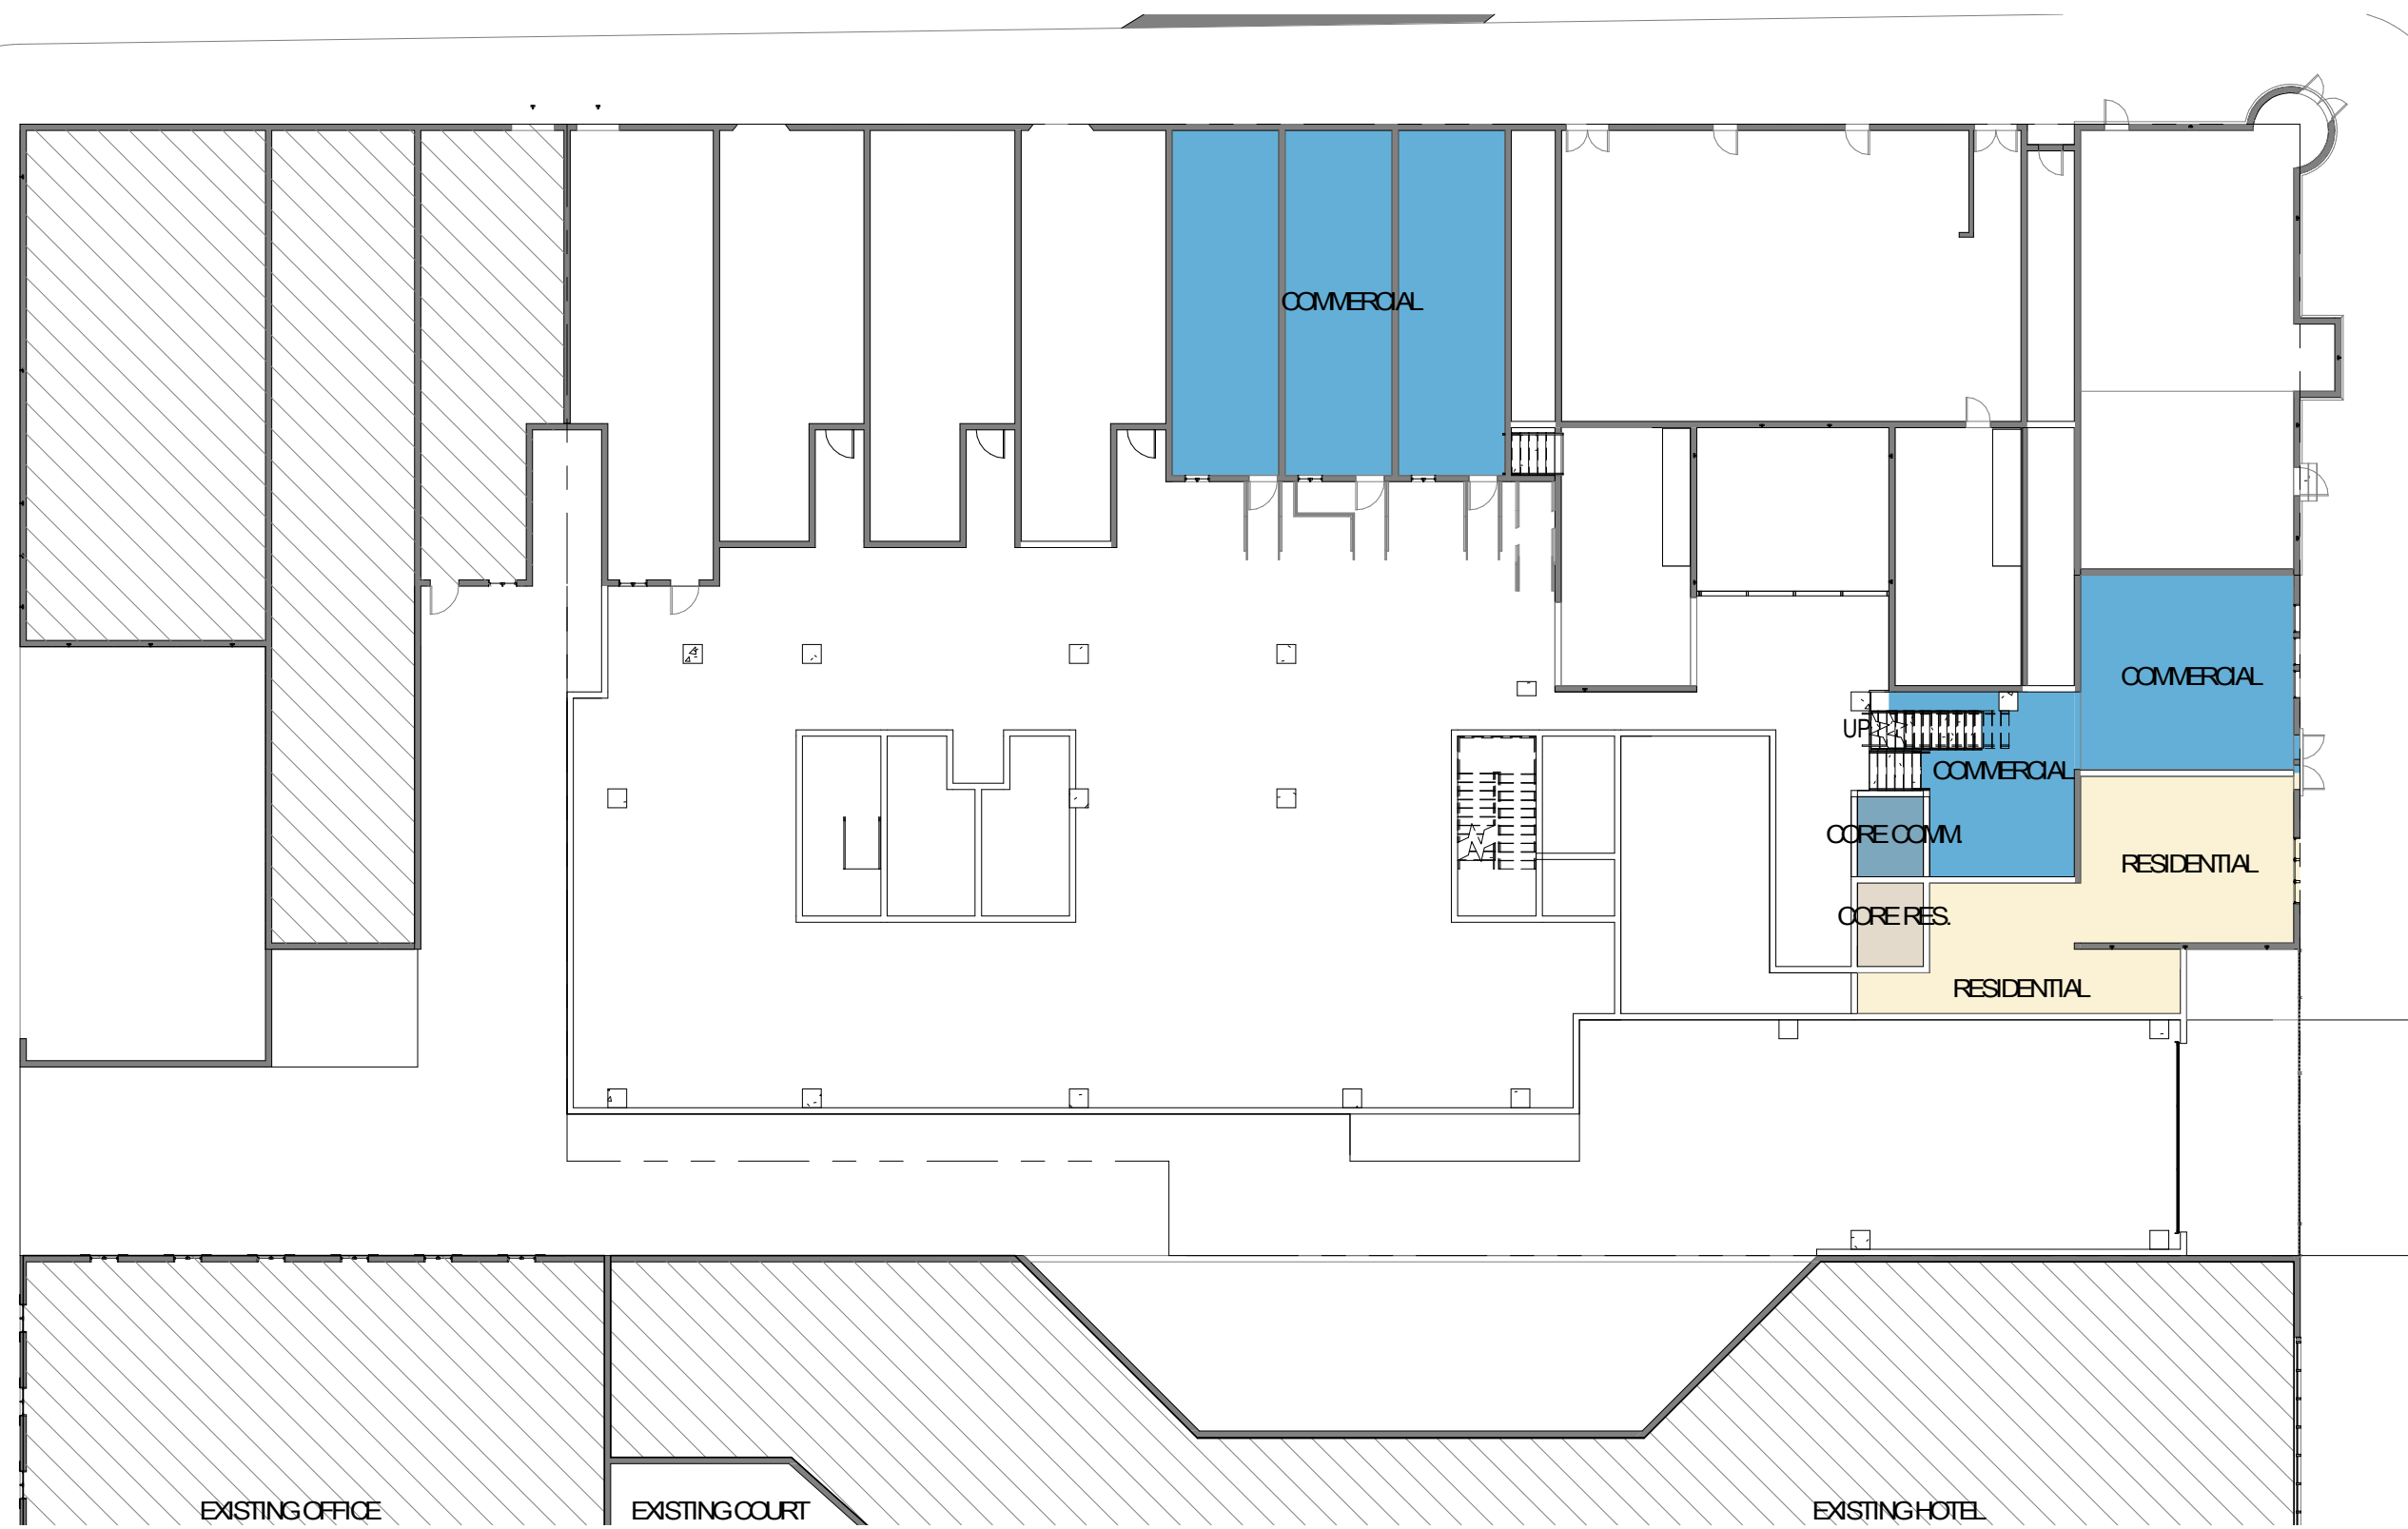 COMMERCIAL
COMMERCIAL
UP
COMMERCIAL
CORE COMM.
RESIDENTIAL
CORE RES.
RESIDENTIAL
EXISTING OFFICE
EXISTING COURT
EXISTING HOTEL